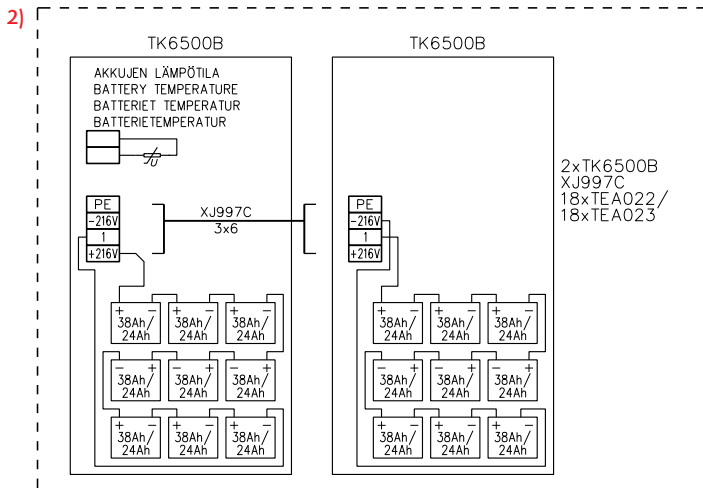 2)
TK6500B
TK6500B
AKKUJEN LÄMPÖTILA
BATTERY TEMPERATURE
BATTERIET TEMPERATUR
BATTERIETEMPERATUR
U
2xTK6500B
XJ997C
18xTEA022/
18xTEA023
PE
-216V
1
+216V
XJ997C
3x6
PE
-216V
1
+216V
+ - + - + -
38Ah/ 38Ah/ 38Ah/
24Ah 24Ah 24Ah
- + - + - +
38Ah/ 38Ah/ 38Ah/
24Ah 24Ah 24Ah
+ - + - + -
38Ah/ 38Ah/ 38Ah/
24Ah 24Ah 24Ah
+ - + - + -
38Ah/ 38Ah/ 38Ah/
24Ah 24Ah 24Ah
- + - + - +
38Ah/ 38Ah/ 38Ah/
24Ah 24Ah 24Ah
+ - + - + -
38Ah/ 38Ah/ 38Ah/
24Ah 24Ah 24Ah